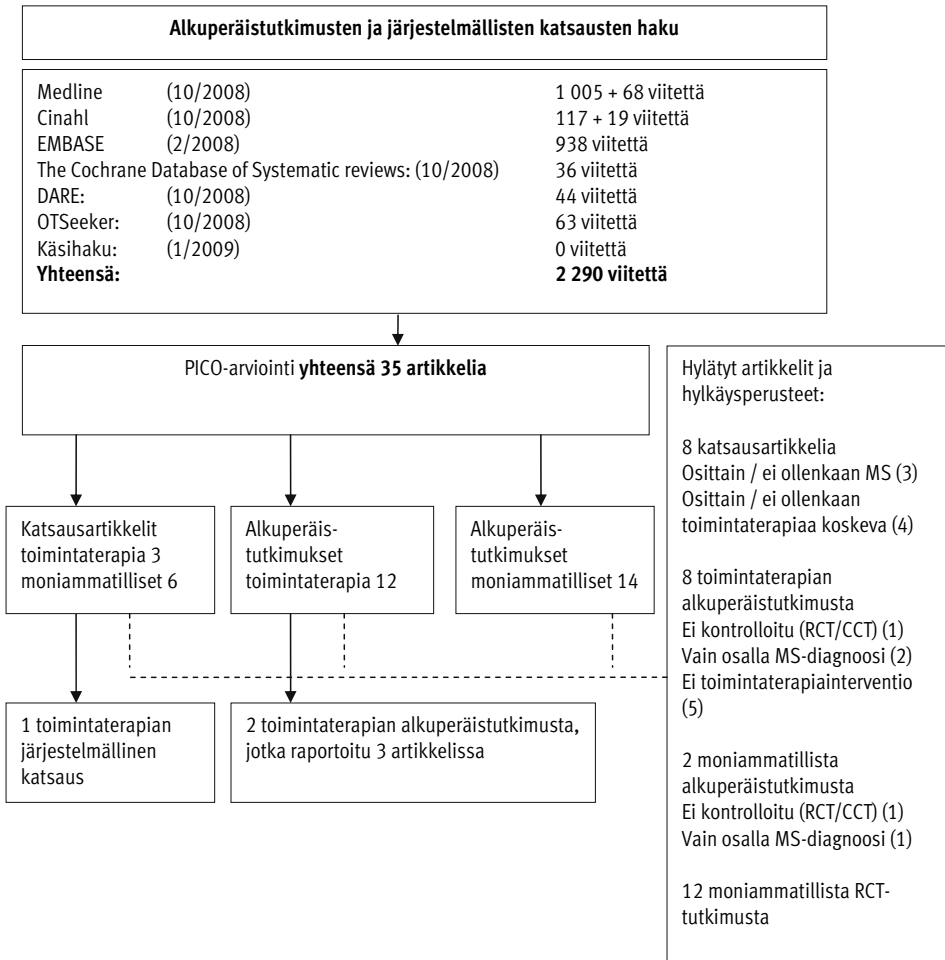 Alkuperäistutkimusten ja järjestelmällisten katsausten haku
Medline (10/2008) 1 005 + 68 viitettä
Cinahl (10/2008) 117 + 19 viitettä
EMBASE (2/2008) 938 viitettä
The Cochrane Database of Systematic reviews: (10/2008) 36 viitettä
DARE: (10/2008) 44 viitettä
OTSeeker: (10/2008) 63 viitettä
Käsihaku: (1/2009) 0 viitettä
Yhteensä: 2 290 viitettä
PICO-arviointi yhteensä 35 artikkelia
Katsausartikkelit
toimintaterapia 3
moniammatilliset 6
Alkuperäis-
tutkimukset
toimintaterapia 12
Alkuperäis-
tutkimukset
moniammatilliset 14
1 toimintaterapian
järjestelmällinen
katsaus
2 toimintaterapian alkuperäistutkimusta,
jotka raportoitu 3 artikkelissa
Hylätyt artikkelit ja
hylkäysperusteet:
8 katsausartikkelia
Osittain / ei ollenkaan MS (3)
Osittain / ei ollenkaan
toimintaterapiaa koskeva (4)
8 toimintaterapian
alkuperäistutkimusta
Ei kontrolloitu (RCT/CCT) (1)
Vain osalla MS-diagnoosi (2)
Ei toimintaterapiainterventio
(5)
2 moniammatillista
alkuperäistutkimusta
Ei kontrolloitu (RCT/CCT) (1)
Vain osalla MS-diagnoosi (1)
12 moniammatillista RCT-
tutkimusta